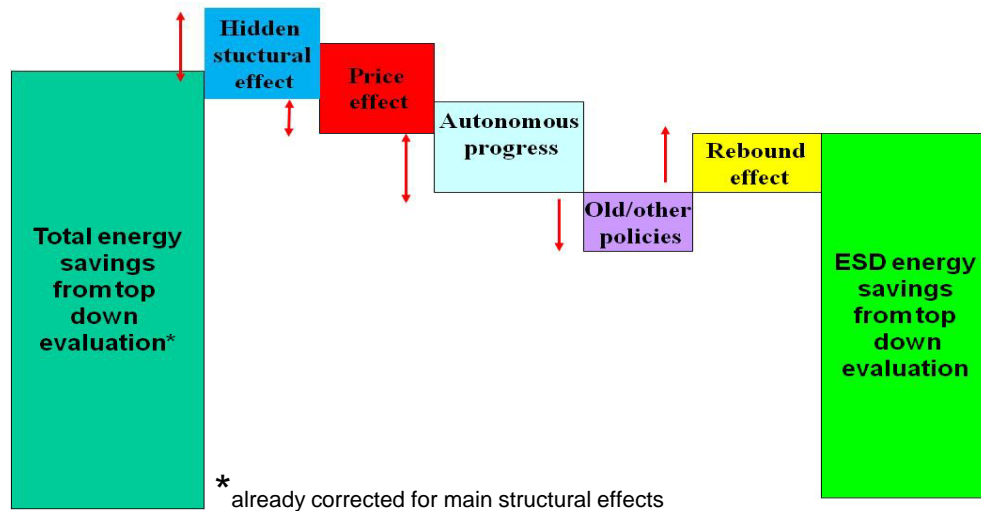 Hidden
stuctural
effect
Price
effect
Autonomous
progress
Rebound
effect
Old/other
policies
Total energy
savings
from top
down
evaluation*
ESD energy
savings
from top
down
evaluation
*already corrected for main structural effects